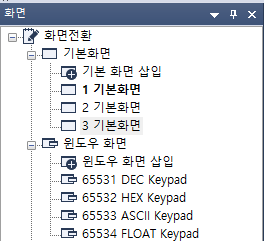 화면
화면전환
기본화면
기본 화면 삽입
1 기본화면
2 기본화면
3 기본화면
윈도우 화면
윈도우 화면 삽입
65531 DEC Keypad
65532 HEX Keypad
65533 ASCII Keypad
65534 FLOAT Keypad